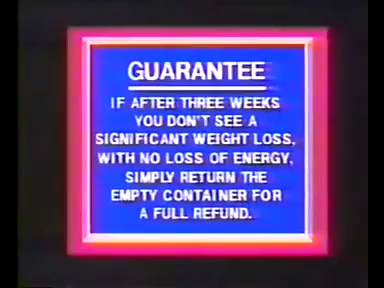 GUARANTEE
IF AFTER THREE WEEKS
YOU DON'T SEE A
SIGNIFICANT WEIGHT LOSS,
WITH NO LOSS OF ENERGY,
SIMPLY RETURN THE
EMPTY CONTAINER FOR
A FULL REFUND.